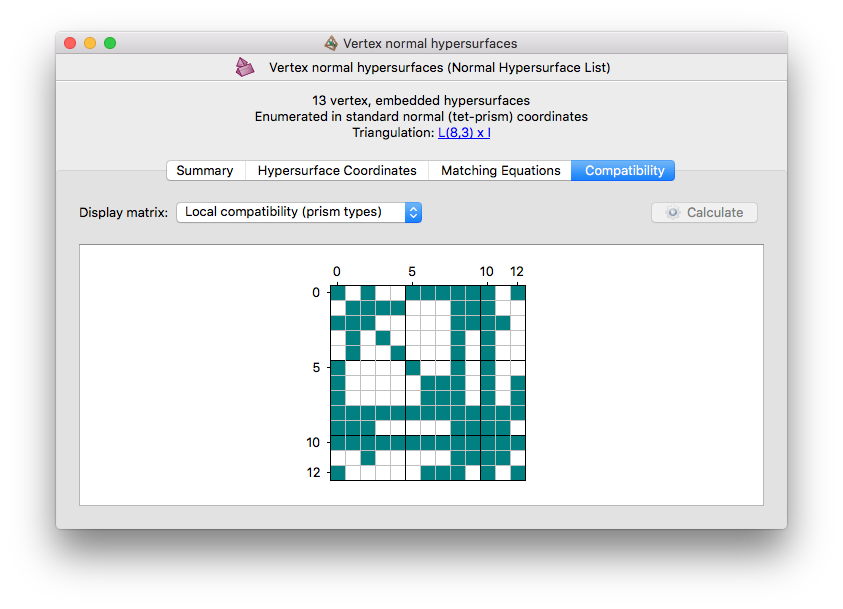 Vertex normal hypersurfaces
Vertex normal hypersurfaces (Normal Hypersurface List)
13 vertex, embedded hypersurfaces
Enumerated in standard normal (tet-prism) coordinates
Triangulation: L(8,3) x I
Summary Hypersurface Coordinates Matching Equations Compatibility
Display matrix: Local compatibility (prism types) Calculate
0 5 10 12
0
5
10
12